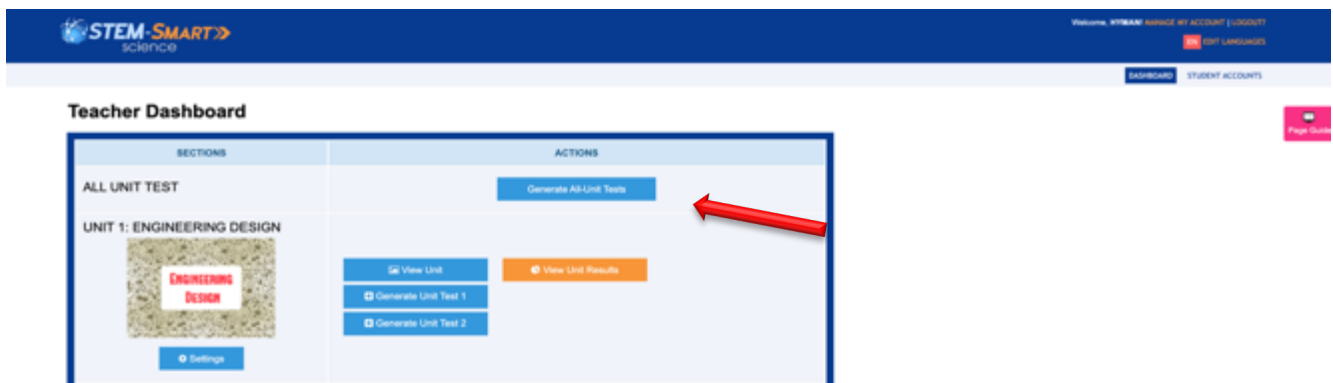 STEM-SMART
science
Welcome, HYMAN! MANAGE MY ACCOUNT | LOGOUT?
EN EDIT LANGUAGES
DASHBOARD STUDENT ACCOUNTS
Page Guide
Teacher Dashboard
SECTIONS ACTIONS
ALL UNIT TEST Generate All-Unit Tests
UNIT 1: ENGINEERING DESIGN
ENGINEERING
DESIGN
View Unit View Unit Results
Generate Unit Test 1
Generate Unit Test 2
Settings